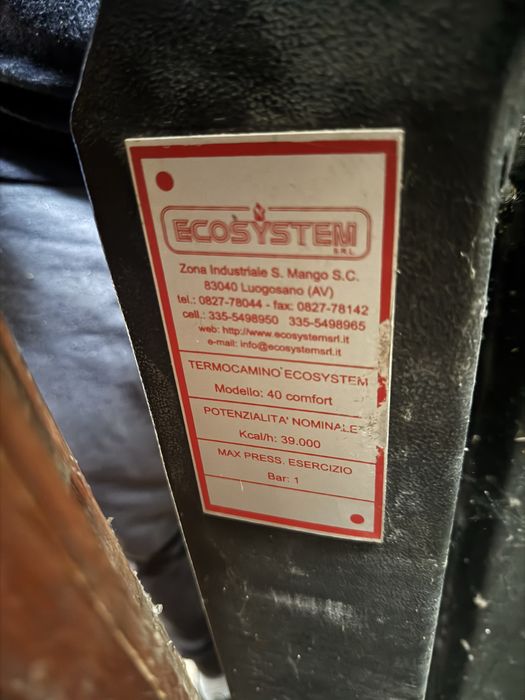 ECOSYSTEM
S.R.L.
Zona Industriale S. Mango S.C.
83040 Luogosano (AV)
tel.: 0827-78044 - fax: 0827-78142
cell.: 335-5498950 335-5498965
web: http://www.ecosystemsrl.it
e-mail: info@ecosystemsrl.it
TERMOCAMINO ECOSYSTEM
Modello: 40 comfort
POTENZIALITA' NOMINALE
Kcal/h: 39.000
MAX PRESS. ESERCIZIO
Bar: 1